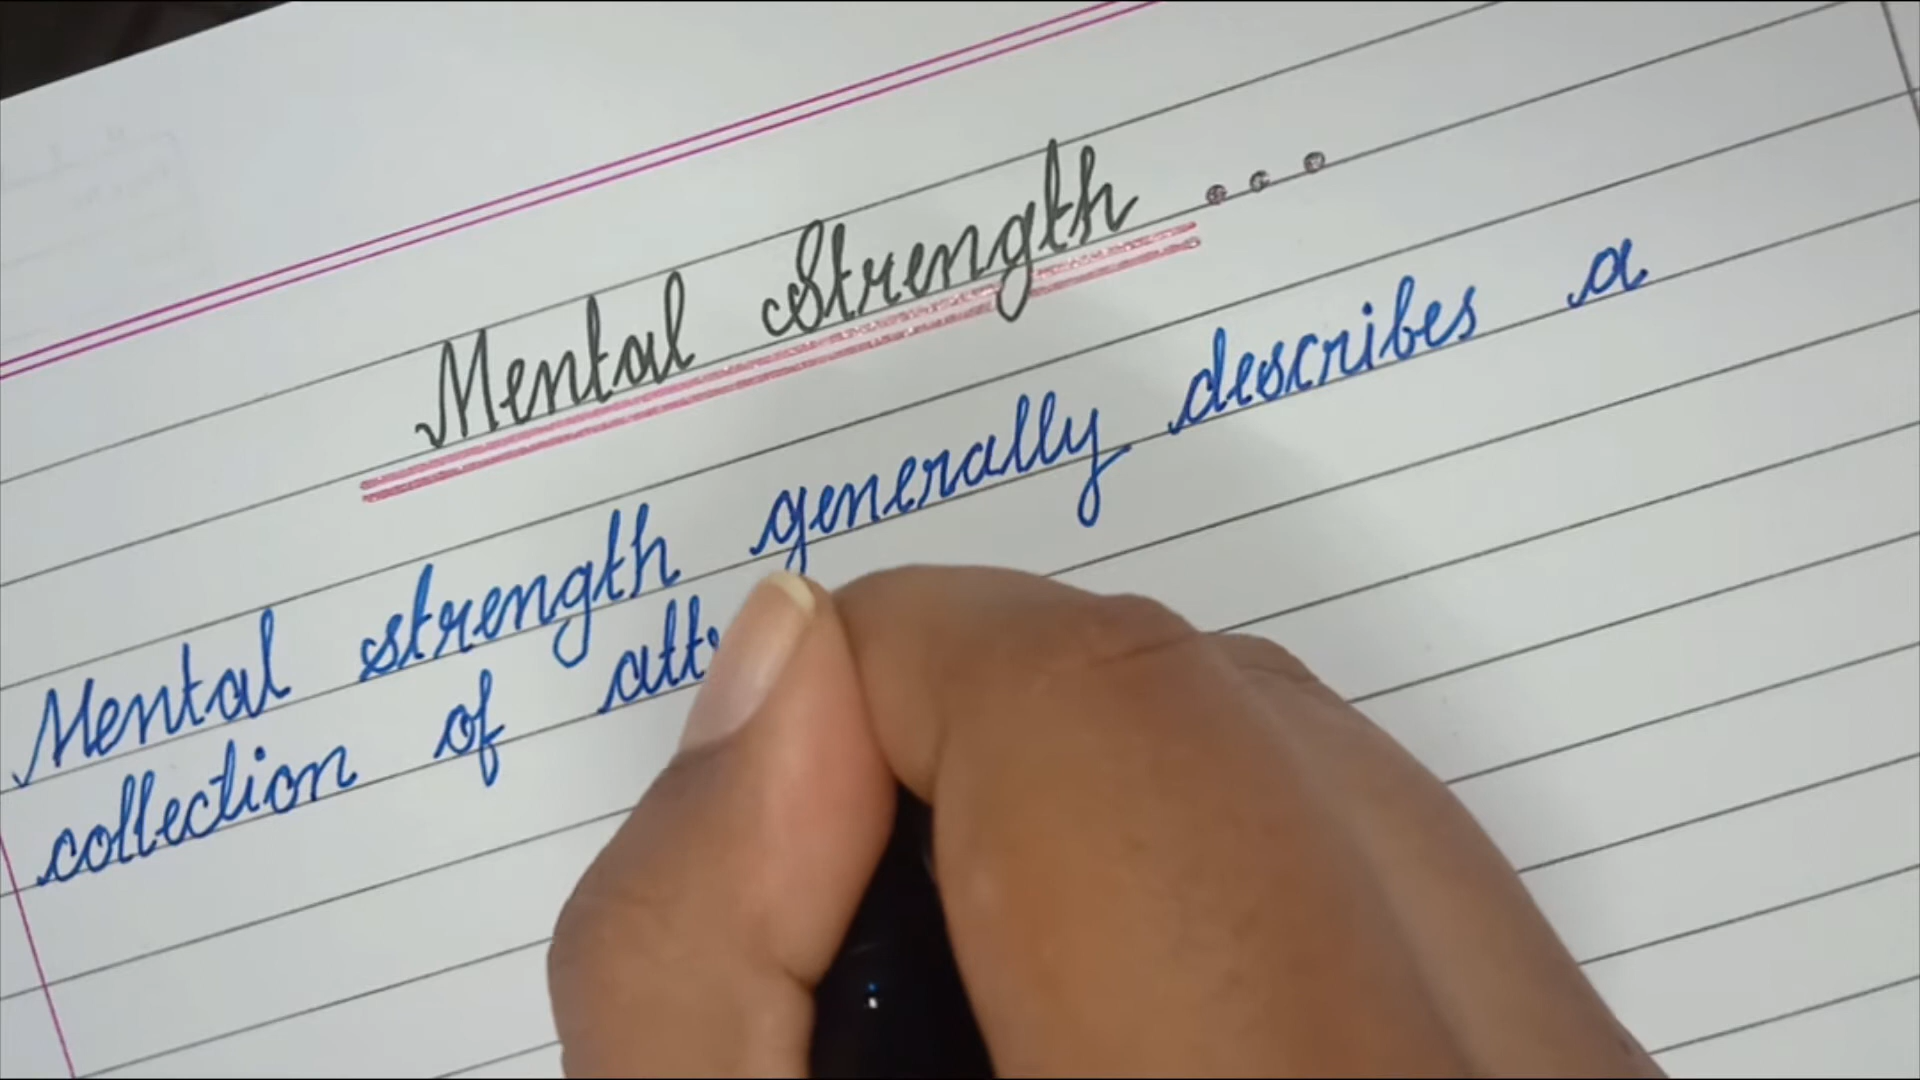 Mental Strength ...
Mental strength generally describes a
collection of